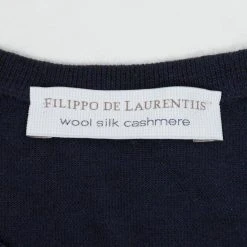 FILIPPO DE LAURENTIIS
wool silk cashmere